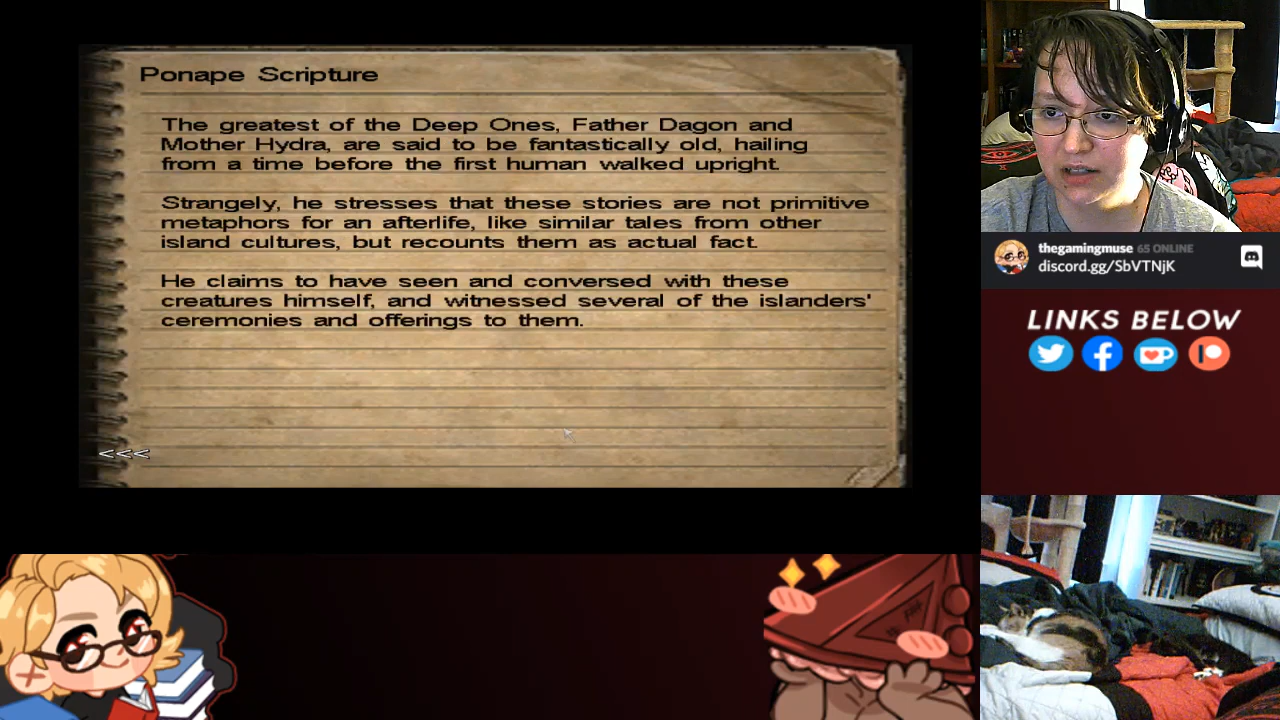 Ponape Scripture
The greatest of the Deep Ones, Father Dagon and
Mother Hydra, are said to be fantastically old, hailing
from a time before the first human walked upright.
Strangely, he stresses that these stories are not primitive
metaphors for an afterlife, like similar tales from other
island cultures, but recounts them as actual fact.
He claims to have seen and conversed with these
creatures himself, and witnessed several of the islanders'
ceremonies and offerings to them.
<<<
thegamingmuse 65 ONLINE
discord.gg/SbVTNjK
LINKS BELOW